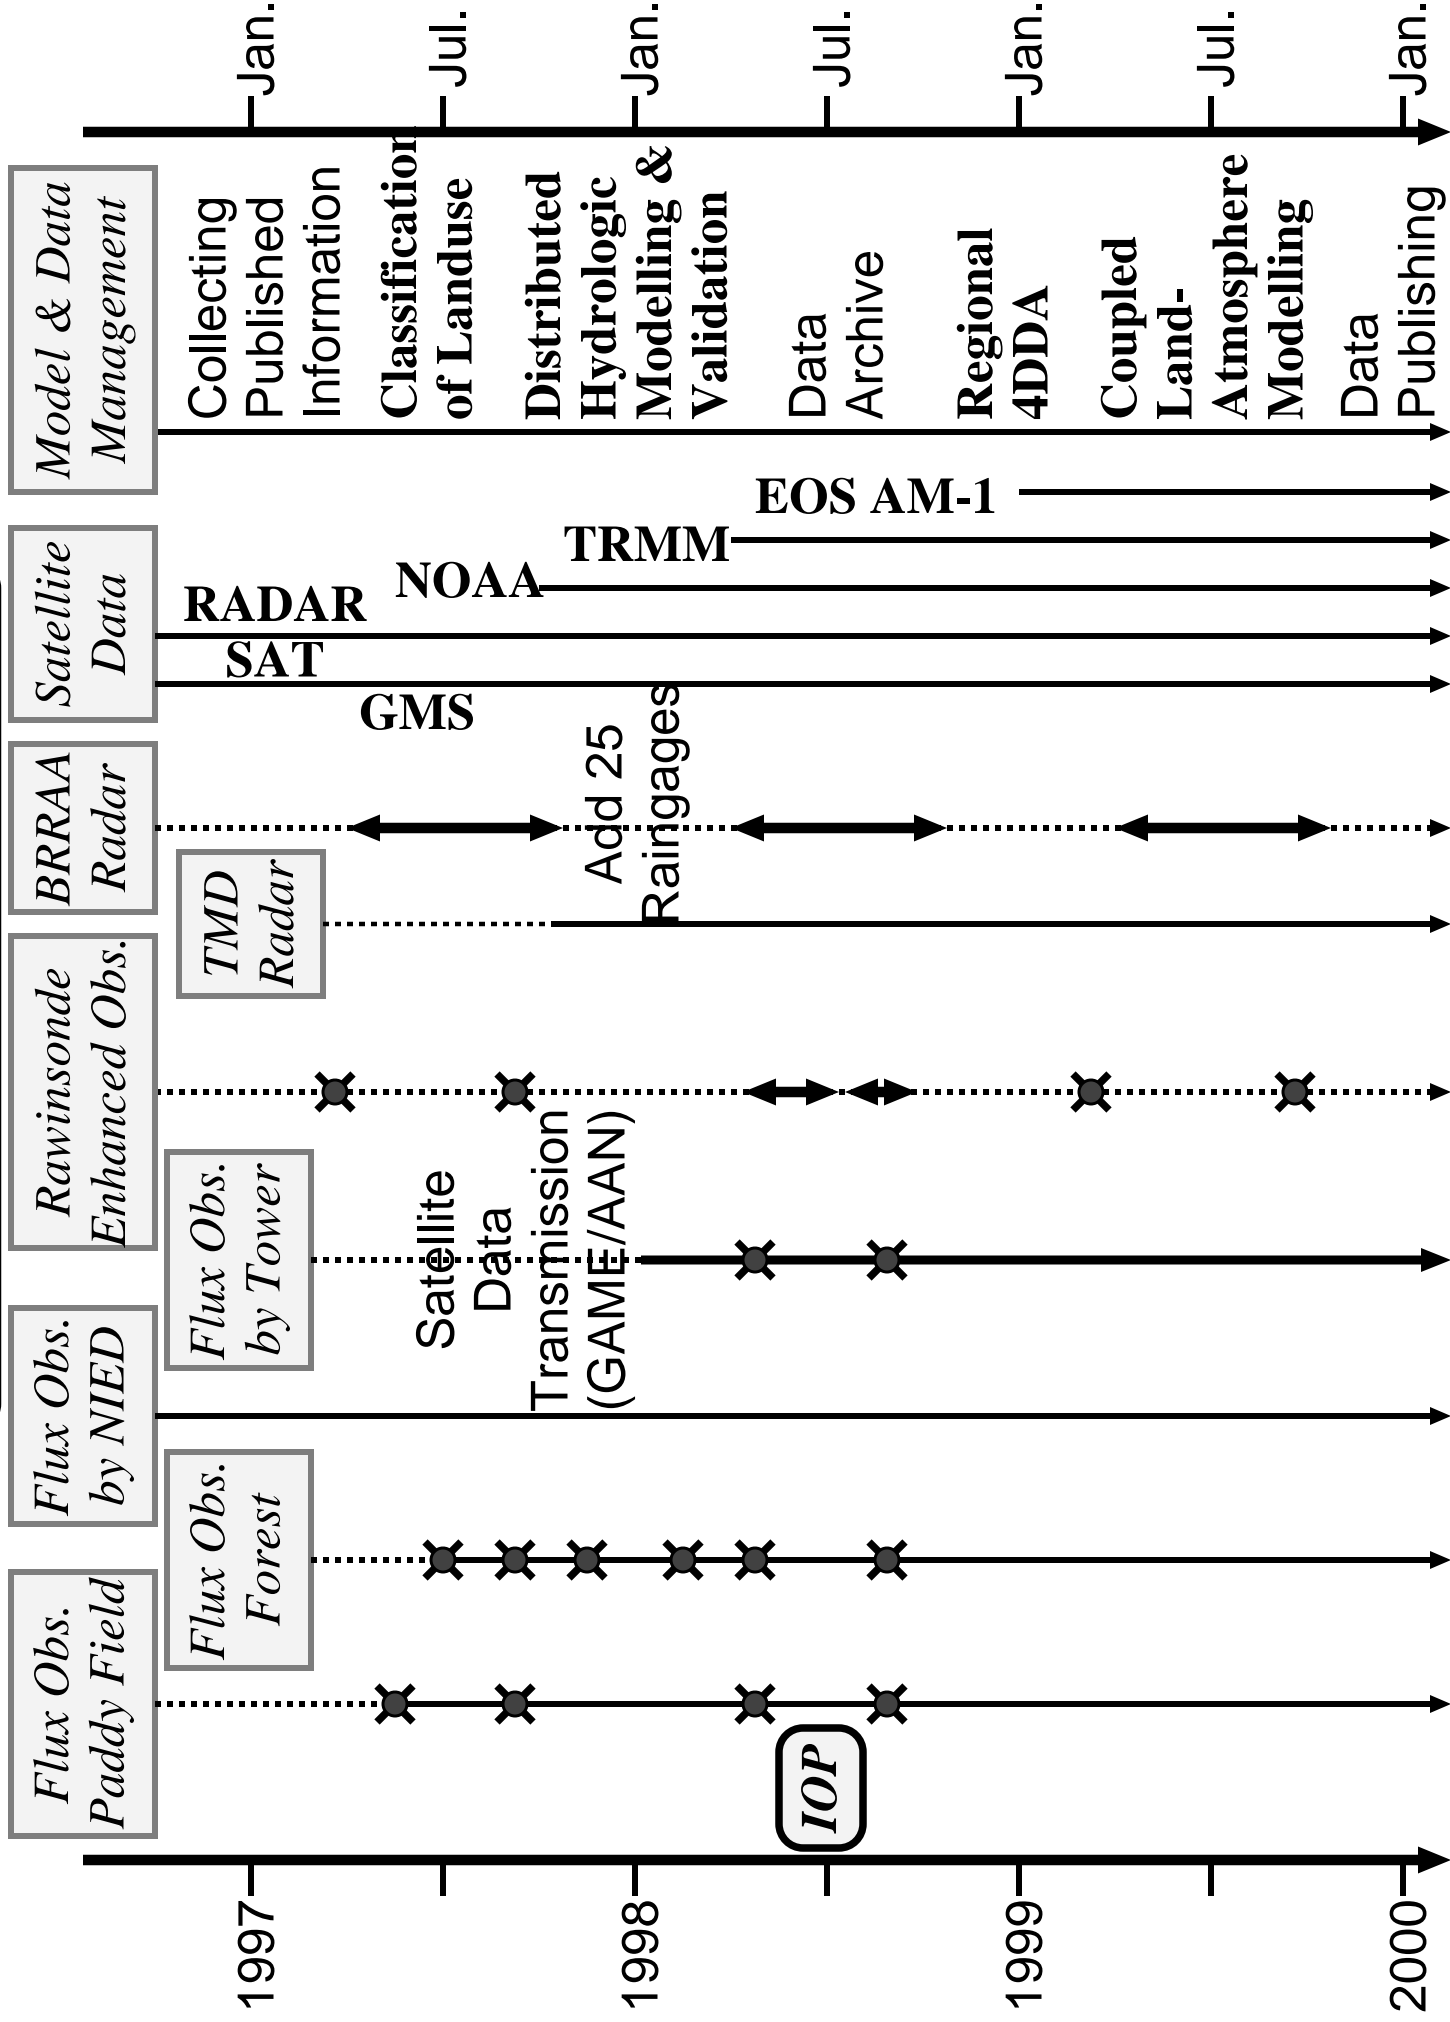 Flux Obs.
Paddy Field
Flux Obs.
Forest
Flux Obs.
by NIED
Flux Obs.
by Tower
Rawinsonde
Enhanced Obs.
TMD
Radar
BRRAA
Radar
Satellite
Data
Model & Data
Management
1997
1998
1999
2000
IOP
Satellite
Data
Transmission
(GAME/AAN)
Add 25
Raingages
GMS
SAT
RADAR
NOAA
TRMM
EOS AM-1
Collecting
Published
Information
Classification
of Landuse
Distributed
Hydrologic
Modelling &
Validation
Data
Archive
Regional
4DDA
Coupled
Land-
Atmosphere
Modelling
Data
Publishing
Jan.
Jul.
Jan.
Jul.
Jan.
Jul.
Jan.